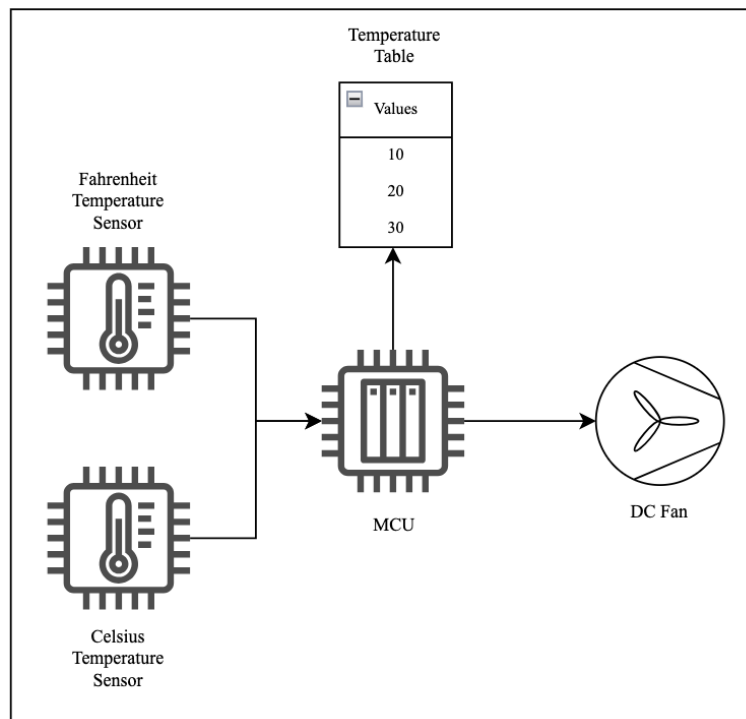 Temperature
Table
Values
10
20
30
Fahrenheit
Temperature
Sensor
MCU
DC Fan
Celsius
Temperature
Sensor